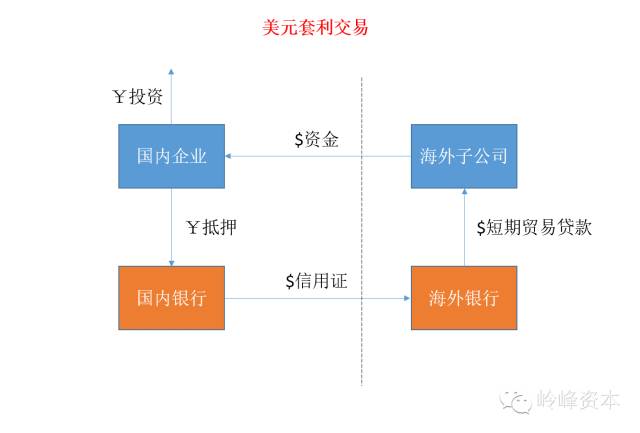 美元套利交易
￥投资
国内企业
$资金
海外子公司
￥抵押
$短期贸易贷款
国内银行
$信用证
海外银行
岭峰资本